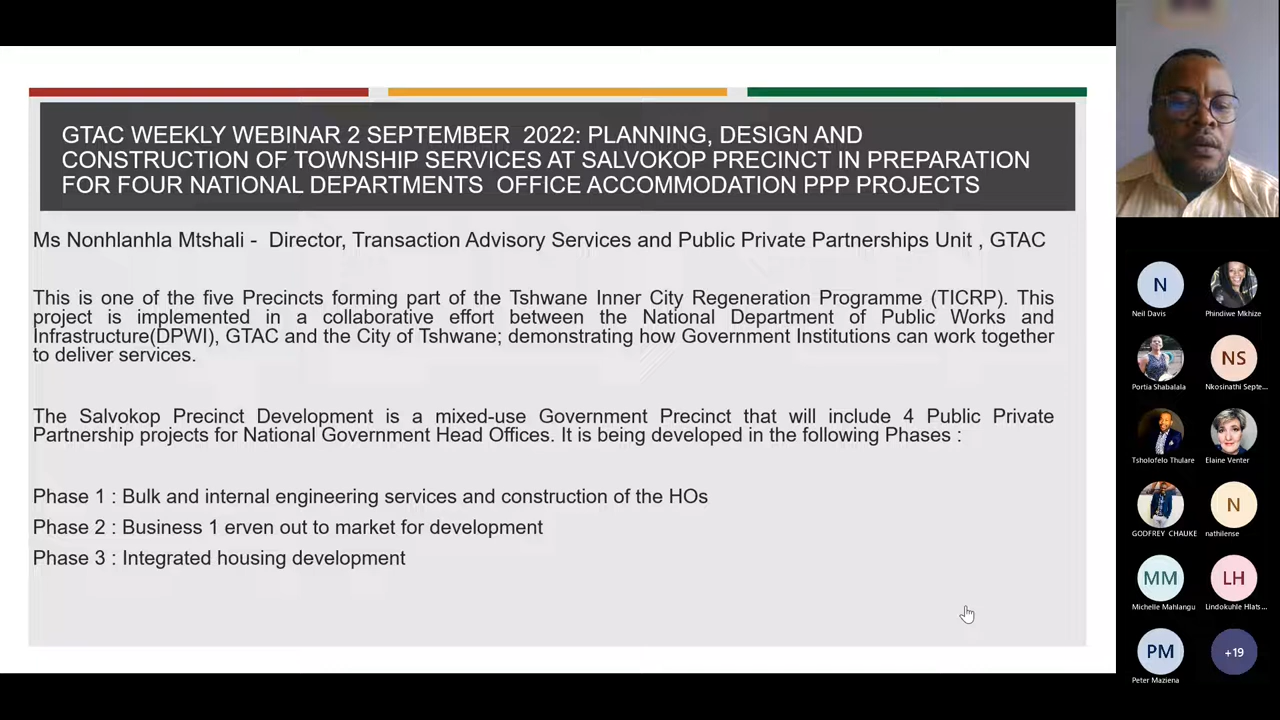 GTAC WEEKLY WEBINAR 2 SEPTEMBER 2022: PLANNING, DESIGN AND
CONSTRUCTION OF TOWNSHIP SERVICES AT SALVOKOP PRECINCT IN PREPARATION
FOR FOUR NATIONAL DEPARTMENTS OFFICE ACCOMMODATION PPP PROJECTS
Ms Nonhlanhla Mtshali - Director, Transaction Advisory Services and Public Private Partnerships Unit , GTAC
This is one of the five Precincts forming part of the Tshwane Inner City Regeneration Programme (TICRP). This
project is implemented in a collaborative effort between the National Department of Public Works and
Infrastructure(DPWI), GTAC and the City of Tshwane; demonstrating how Government Institutions can work together
to deliver services.
The Salvokop Precinct Development is a mixed-use Government Precinct that will include 4 Public Private
Partnership projects for National Government Head Offices. It is being developed in the following Phases :
Phase 1 : Bulk and internal engineering services and construction of the HOs
Phase 2 : Business 1 erven out to market for development
Phase 3 : Integrated housing development
N
Neil Davis
Phindiwe Mkhize
Portia Shabalala
NS
Nkosinathi Septe...
Tsholofelo Thulare
Elaine Venter
GODFREY CHAUKE
N
nathilense
MM
Michelle Mahlangu
LH
Lindokuhle Hlats...
PM
Peter Maziena
+19